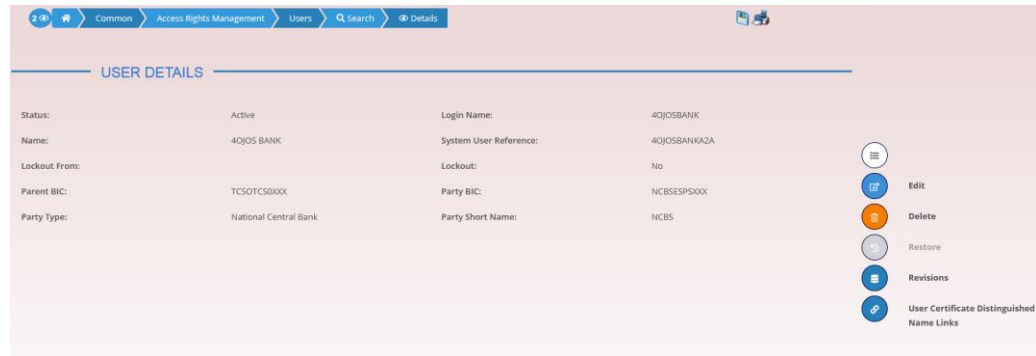 2
Common
Access Rights Management
Users
Search
Details
USER DETAILS
Status: Active Login Name: 4OJOSBANK
Name: 4OJOS BANK System User Reference: 4OJOSBANKA2A
Lockout From: Lockout: No
Parent BIC: TCSOTCS0XXX Party BIC: NCBSESPSXXX
Party Type: National Central Bank Party Short Name: NCBS
Edit
Delete
Restore
Revisions
User Certificate Distinguished
Name Links